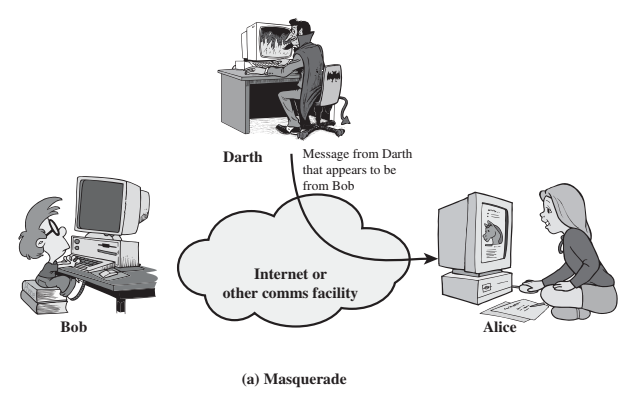 Darth
Message from Darth
that appears to be
from Bob
Internet or
other comms facility
Bob
Alice
(a) Masquerade